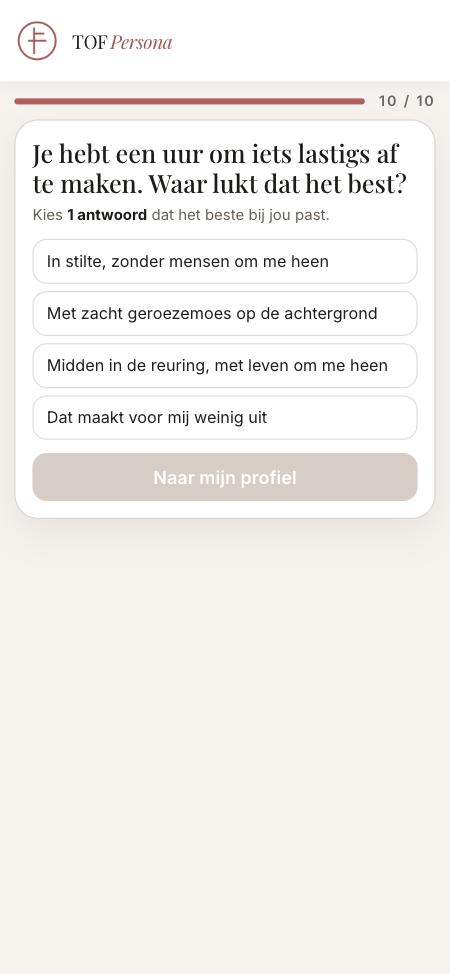 TOF Persona
10 / 10
Je hebt een uur om iets lastigs af
te maken. Waar lukt dat het best?
Kies 1 antwoord dat het beste bij jou past.
In stilte, zonder mensen om me heen
Met zacht geroezemoes op de achtergrond
Midden in de reuring, met leven om me heen
Dat maakt voor mij weinig uit
Naar mijn profiel